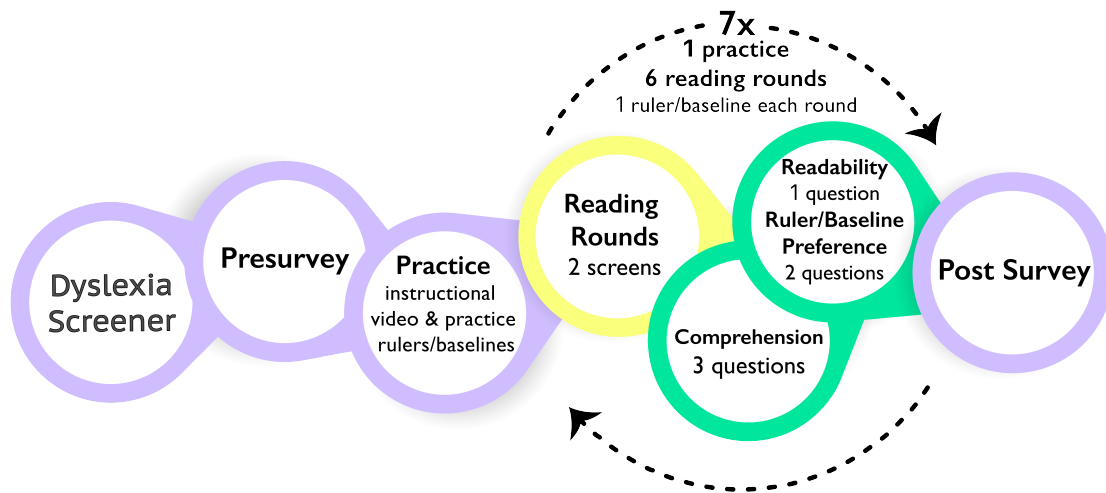 7x
1 practice
6 reading rounds
1 ruler/baseline each round
Dyslexia
Screener
Presurvey
Practice
instructional
video & practice
rulers/baselines
Reading
Rounds
2 screens
Comprehension
3 questions
Readability
1 question
Ruler/Baseline
Preference
2 questions
Post Survey